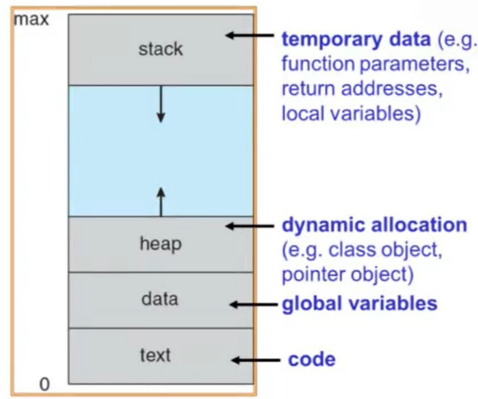 max
stack
temporary data (e.g.
function parameters,
return addresses,
local variables)
heap
dynamic allocation
(e.g. class object,
pointer object)
data
global variables
text
code
0